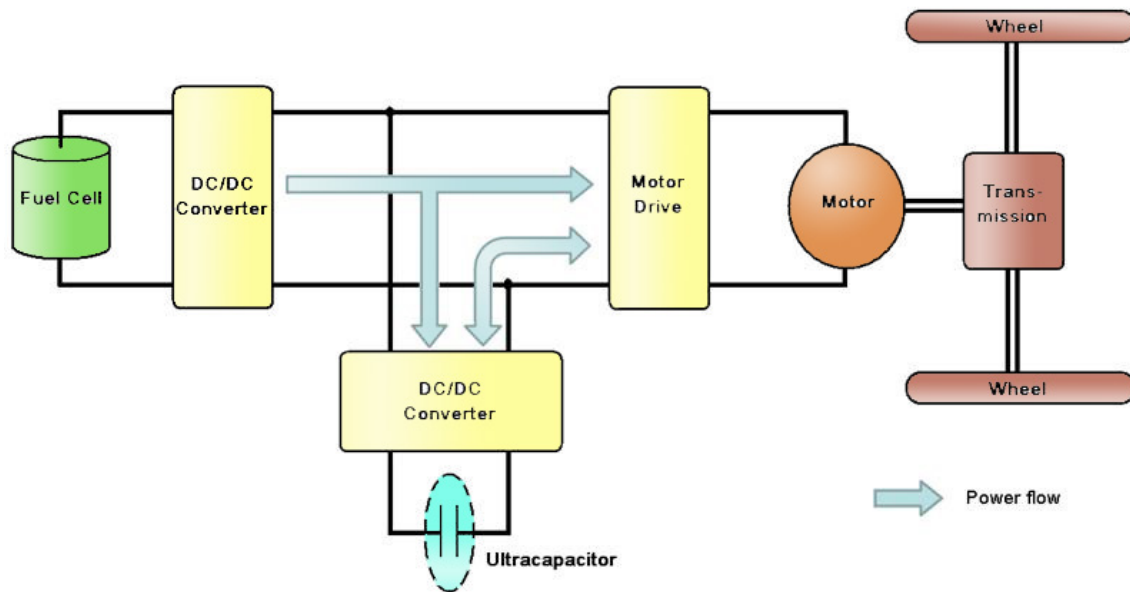 Wheel
Fuel Cell
DC/DC
Converter
Motor
Drive
Motor
Trans-
mission
DC/DC
Converter
Wheel
Power flow
Ultracapacitor